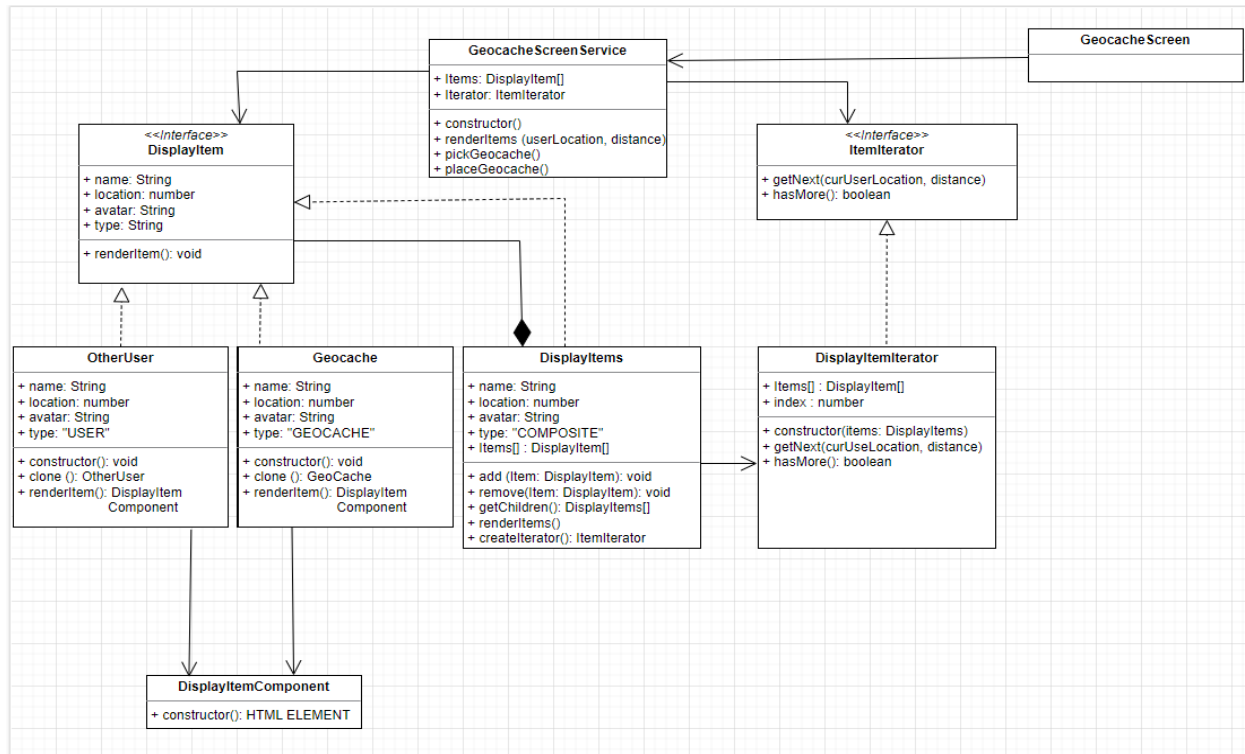 GeocacheScreenService
+ Items: DisplayItem[]
+ Iterator: ItemIterator
+ constructor()
+ renderItems (userLocation, distance)
+ pickGeocache()
+ placeGeocache()
GeocacheScreen
<<Interface>>
DisplayItem
+ name: String
+ location: number
+ avatar: String
+ type: String
+ renderItem(): void
<<Interface>>
ItemIterator
+ getNext(curUserLocation, distance)
+ hasMore(): boolean
OtherUser
+ name: String
+ location: number
+ avatar: String
+ type: "USER"
+ constructor(): void
+ clone (): OtherUser
+ renderItem(): DisplayItem
Component
Geocache
+ name: String
+ location: number
+ avatar: String
+ type: "GEOCACHE"
+ constructor(): void
+ clone (): GeoCache
+ renderItem(): DisplayItem
Component
DisplayItems
+ name: String
+ location: number
+ avatar: String
+ type: "COMPOSITE"
+ Items[] : DisplayItem[]
+ add (Item: DisplayItem): void
+ remove(Item: DisplayItem): void
+ getChildren(): DisplayItems[]
+ renderItems()
+ createIterator(): ItemIterator
DisplayItemIterator
+ Items[] : DisplayItem[]
+ index : number
+ constructor(items: DisplayItems)
+ getNext(curUseLocation, distance)
+ hasMore(): boolean
DisplayItemComponent
+ constructor(): HTML ELEMENT